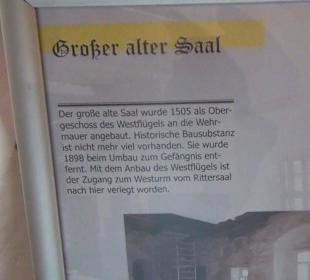 Großer alter Saal
Der große alte Saal wurde 1505 als Ober-
geschoss des Westflügels an die Wehr-
mauer angebaut. Historische Bausubstanz
ist nicht mehr viel vorhanden. Sie wurde
1898 beim Umbau zum Gefängnis ent-
fernt. Mit dem Anbau des Westflügels ist
der Zugang zum Westurm vom Rittersaal
nach hier verlegt worden.